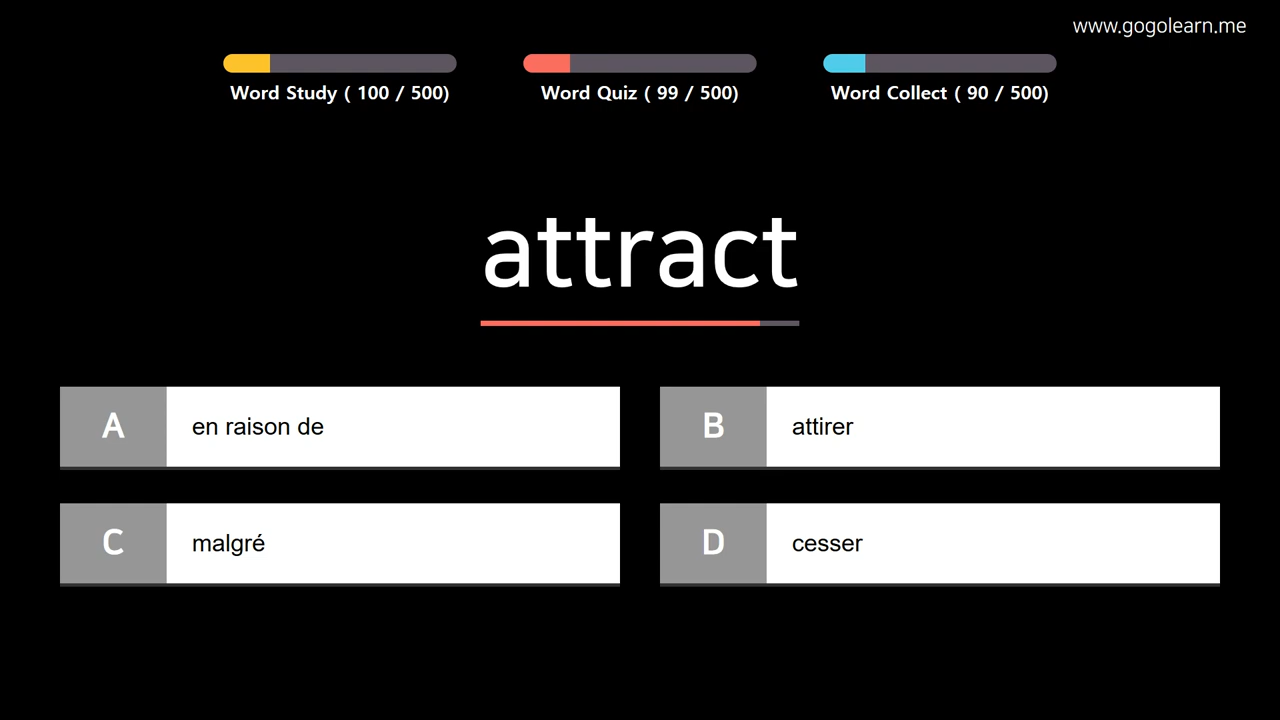 www.gogolearn.me
Word Study ( 100 / 500)
Word Quiz ( 99 / 500)
Word Collect ( 90 / 500)
attract
A en raison de
B attirer
C malgré
D cesser